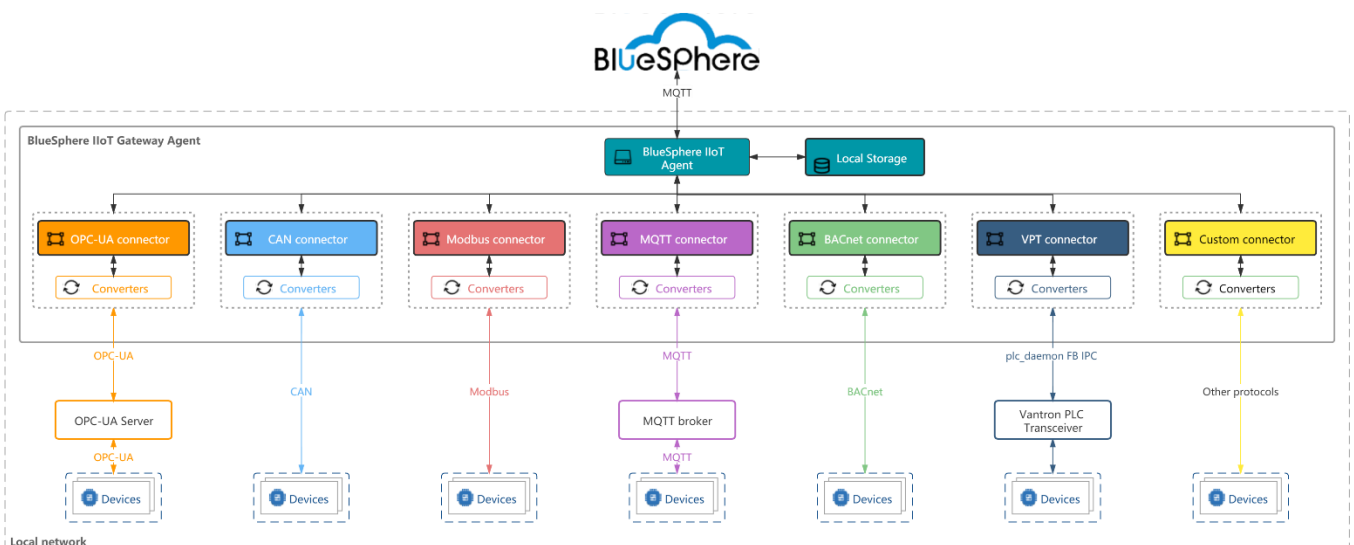 BLUeSPhere
MQTT
BlueSphere IIoT Gateway Agent
BlueSphere IIoT
Agent
Local Storage
OPC-UA connector
CAN connector
Modbus connector
MQTT connector
BACnet connector
VPT connector
Custom connector
Converters
Converters
Converters
Converters
Converters
Converters
Converters
OPC-UA
MQTT
plc_daemon FB IPC
CAN
Modbus
BACnet
Other protocols
OPC-UA Server
MQTT broker
Vantron PLC
Transceiver
OPC-UA
MQTT
Devices
Devices
Devices
Devices
Devices
Devices
Devices
Local network